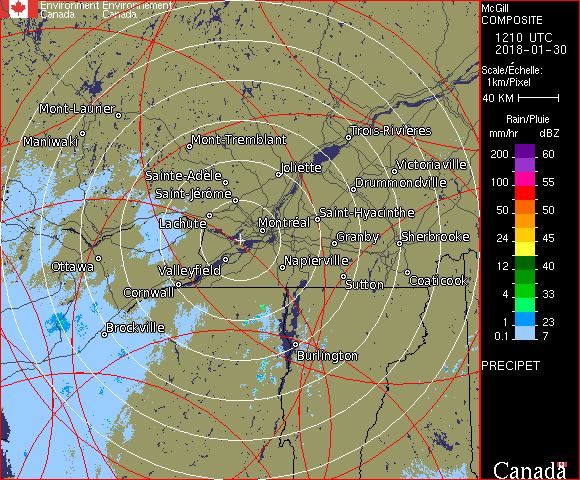 Environment Environnement
Canada Canada
McGill
COMPOSITE
1210 UTC
2018-01-30
Scale/Échelle:
1km/Pixel
40 KM
Rain/Pluie
mm/hr dBZ
200 60
150 57
100 55
50 50
24 45
12 40
4 33
1 23
0.1 7
PRECIPET
Mont-Laurier
Maniwaki
Mont-Tremblant
Trois-Rivières
Sainte-Adèle
Joliette
Victoriaville
Saint-Jérôme
Drummondville
Lachute
Montréal
Saint-Hyacinthe
Granby
Sherbrooke
Ottawa
Valleyfield
Napierville
Cornwall
Sutton
Coaticook
Brockville
Burlington
Canada